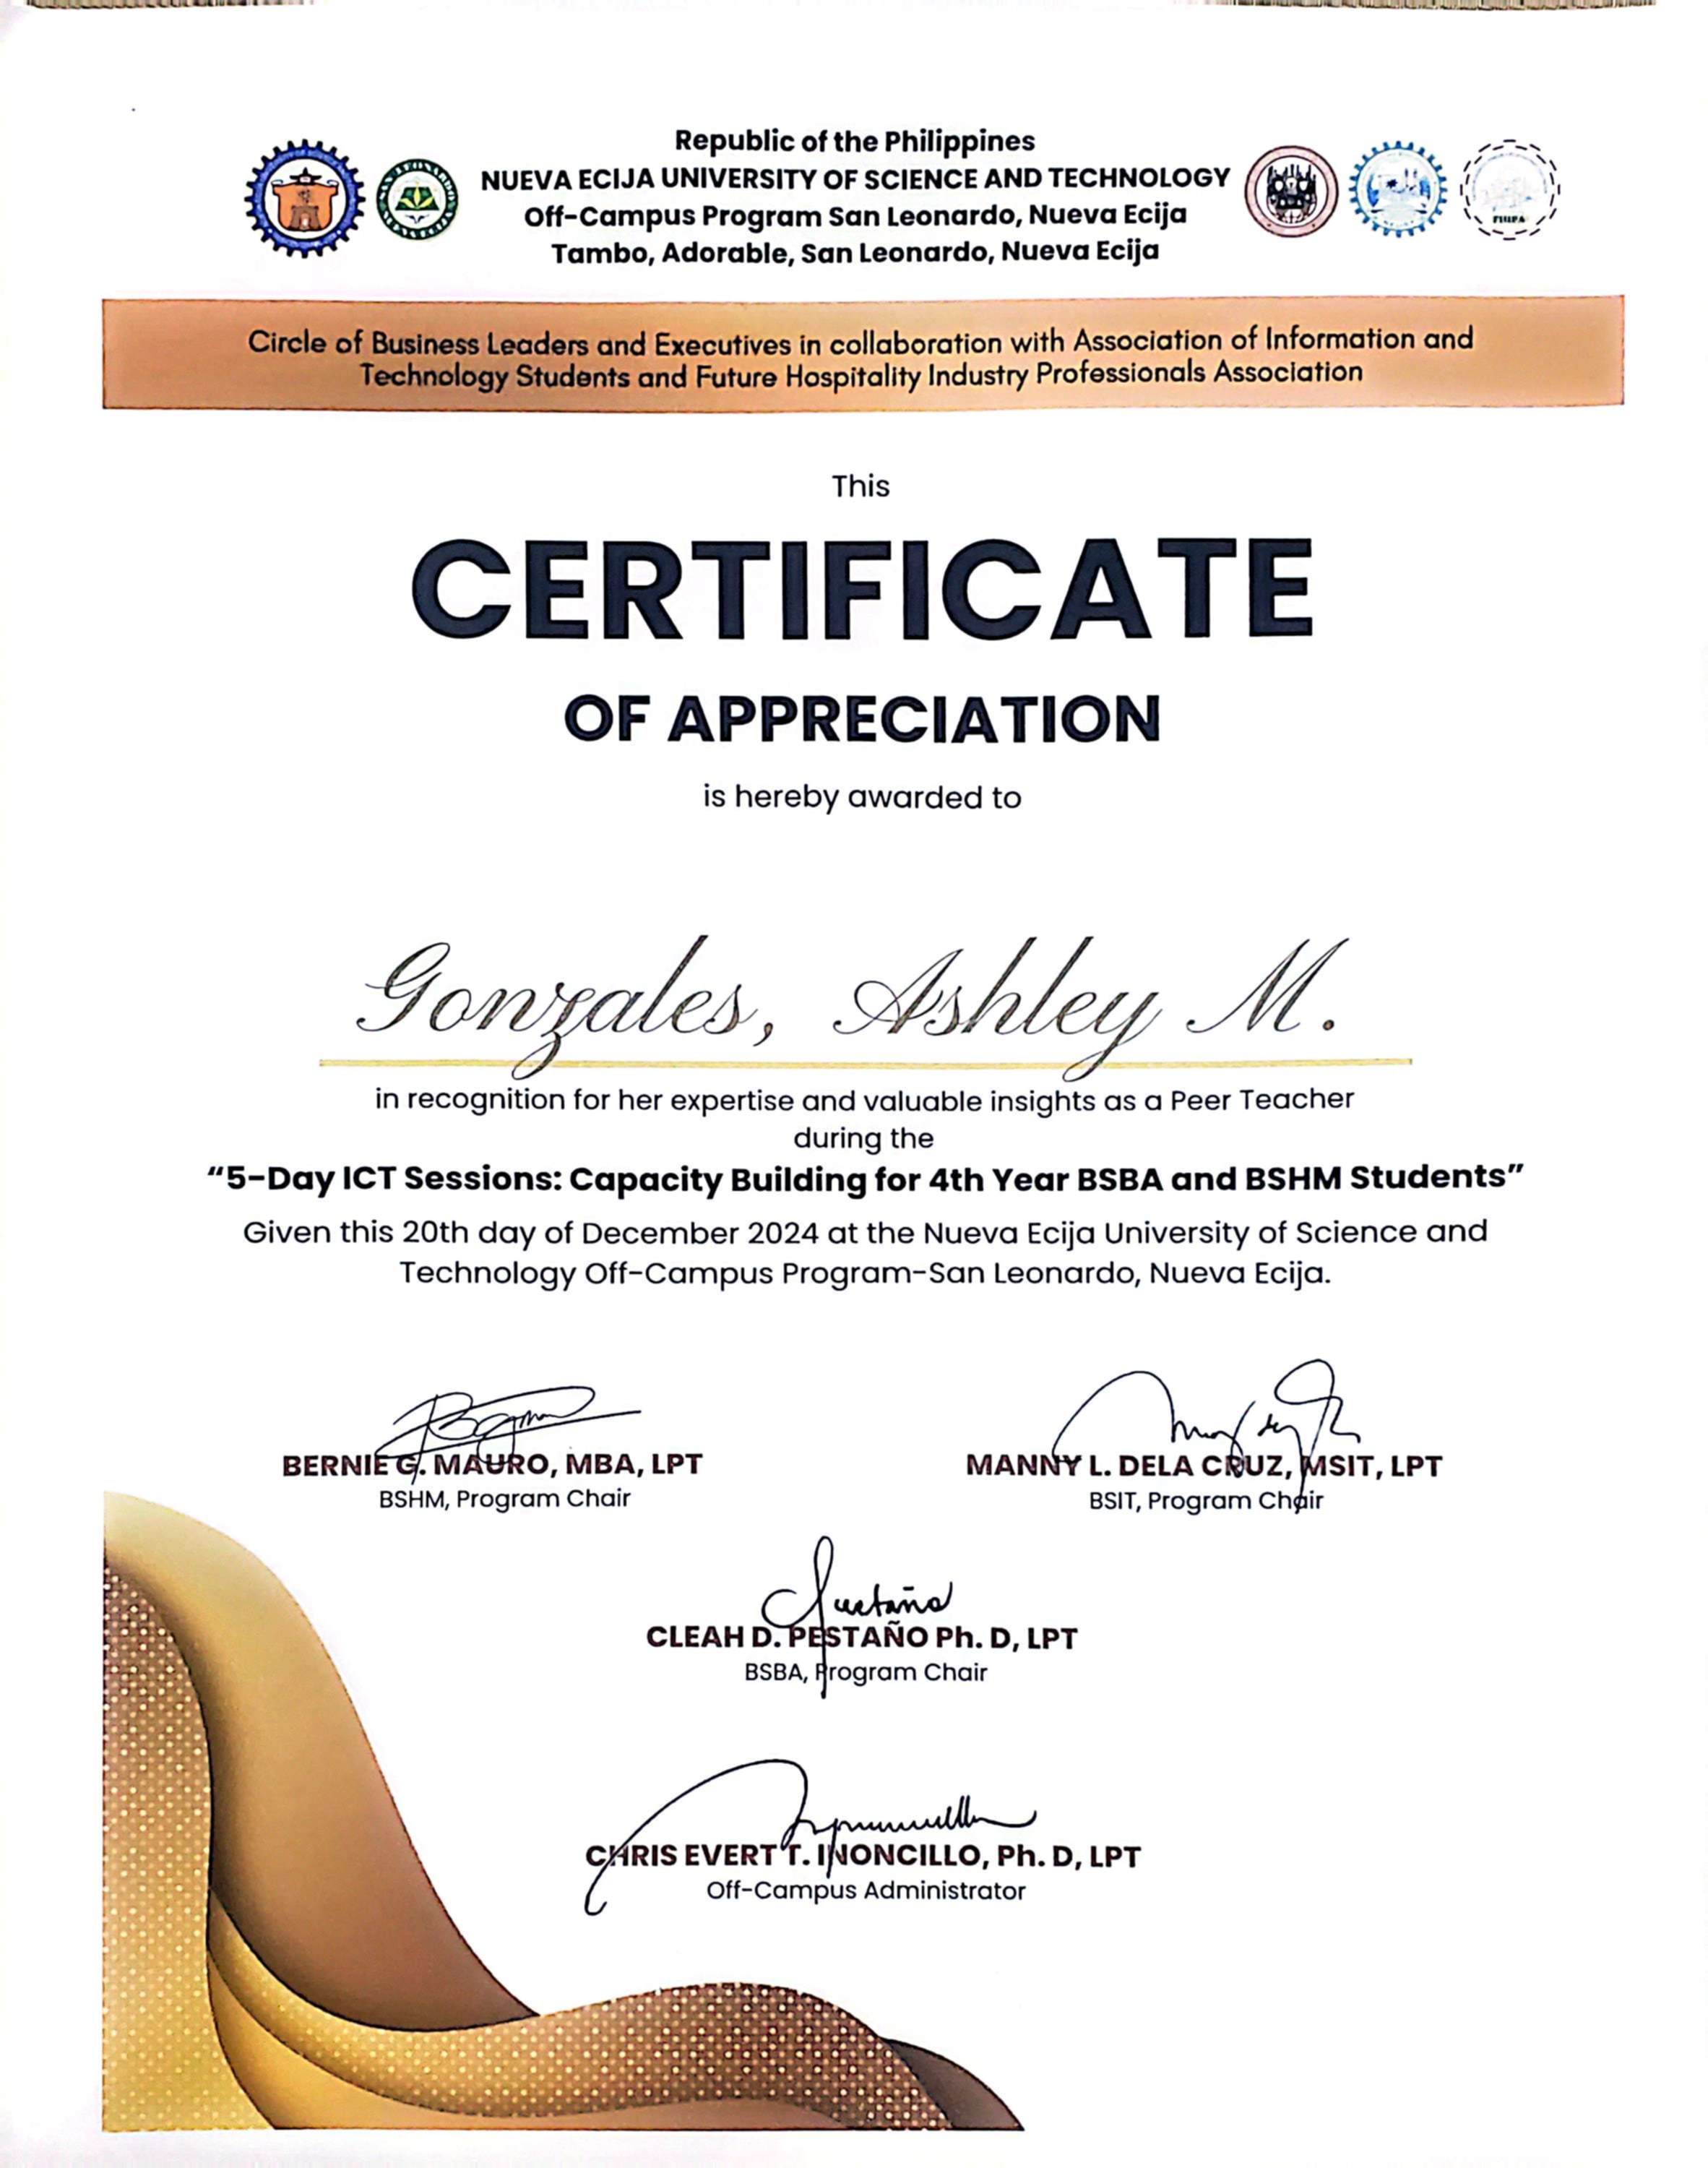 Republic of the Philippines
NUEVA ECIJA UNIVERSITY OF SCIENCE AND TECHNOLOGY
Off-Campus Program San Leonardo, Nueva Ecija
Tambo, Adorable, San Leonardo, Nueva Ecija
Circle of Business Leaders and Executives in collaboration with Association of Information and
Technology Students and Future Hospitality Industry Professionals Association
This
CERTIFICATE
OF APPRECIATION
is hereby awarded to
Gonzales, Ashley M.
in recognition for her expertise and valuable insights as a Peer Teacher
during the
“5-Day ICT Sessions: Capacity Building for 4th Year BSBA and BSHM Students”
Given this 20th day of December 2024 at the Nueva Ecija University of Science and
Technology Off-Campus Program-San Leonardo, Nueva Ecija.
BERNIE G. MAURO, MBA, LPT
BSHM, Program Chair
MANNY L. DELA CRUZ, MSIT, LPT
BSIT, Program Chair
CLEAH D. PESTAÑO Ph. D, LPT
BSBA, Program Chair
CHRIS EVERT T. INONCILLO, Ph. D, LPT
Off-Campus Administrator